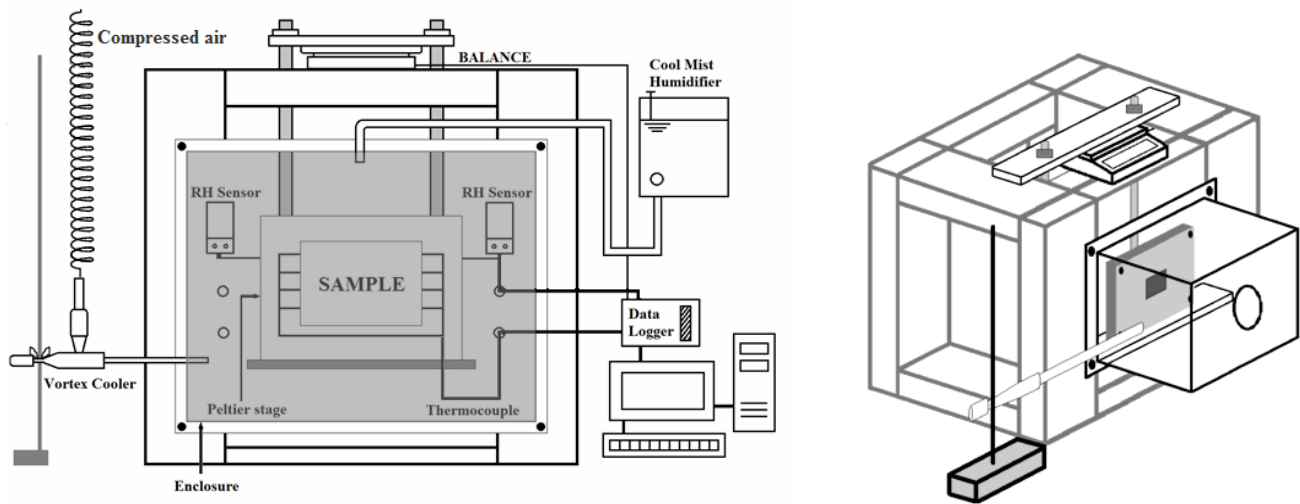 Compressed air
BALANCE
Cool Mist
Humidifier
RH Sensor
RH Sensor
SAMPLE
Data
Logger
Vortex Cooler
Peltier stage
Thermocouple
Enclosure